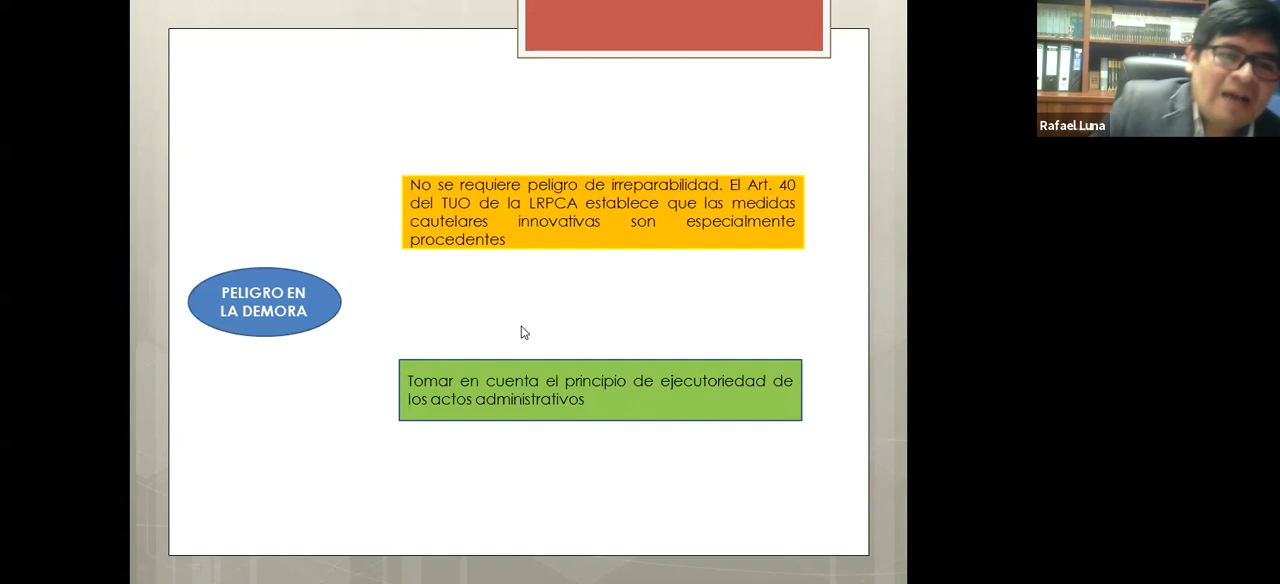 Rafael Luna
No se requiere peligro de irreparabilidad. El Art. 40
del TUO de la LRPCA establece que las medidas
cautelares innovativas son especialmente
procedentes
PELIGRO EN
LA DEMORA
Tomar en cuenta el principio de ejecutoriedad de
los actos administrativos